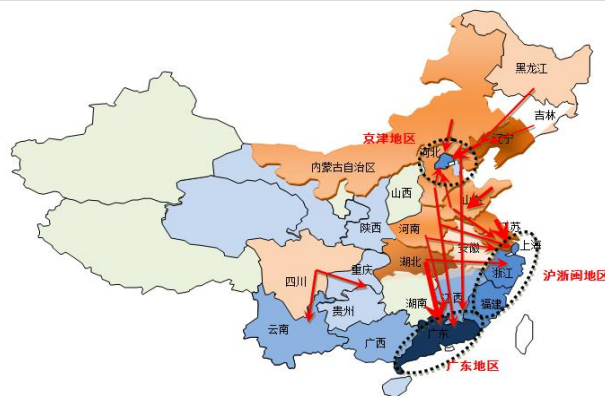 黑龙江
吉林
辽宁
京津地区
河北
内蒙古自治区
山西
山东
陕西
河南
江苏
安徽
上海
湖北
重庆
四川
浙江
沪浙闽地区
湖南
江西
贵州
福建
云南
广东
广西
广东地区